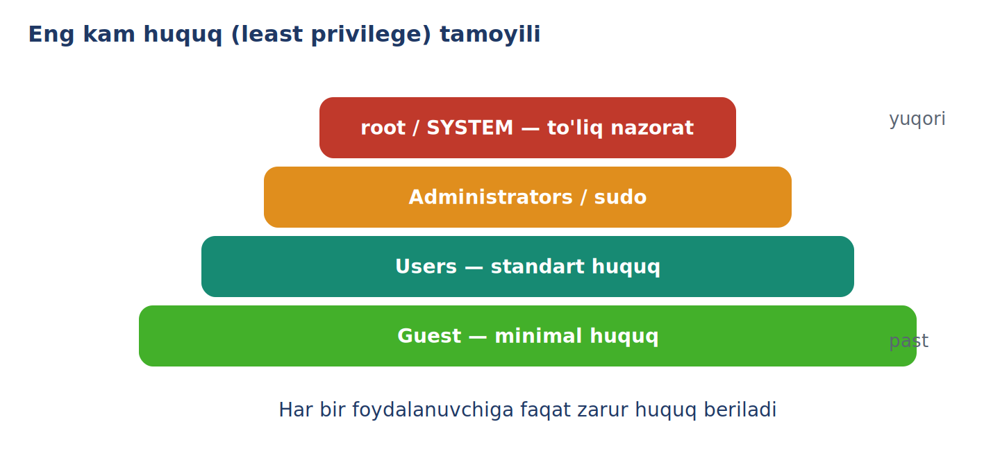 Eng kam huquq (least privilege) tamoyili
root / SYSTEM — to'liq nazorat
yuqori
Administrators / sudo
Users — standart huquq
Guest — minimal huquq
past
Har bir foydalanuvchiga faqat zarur huquq beriladi